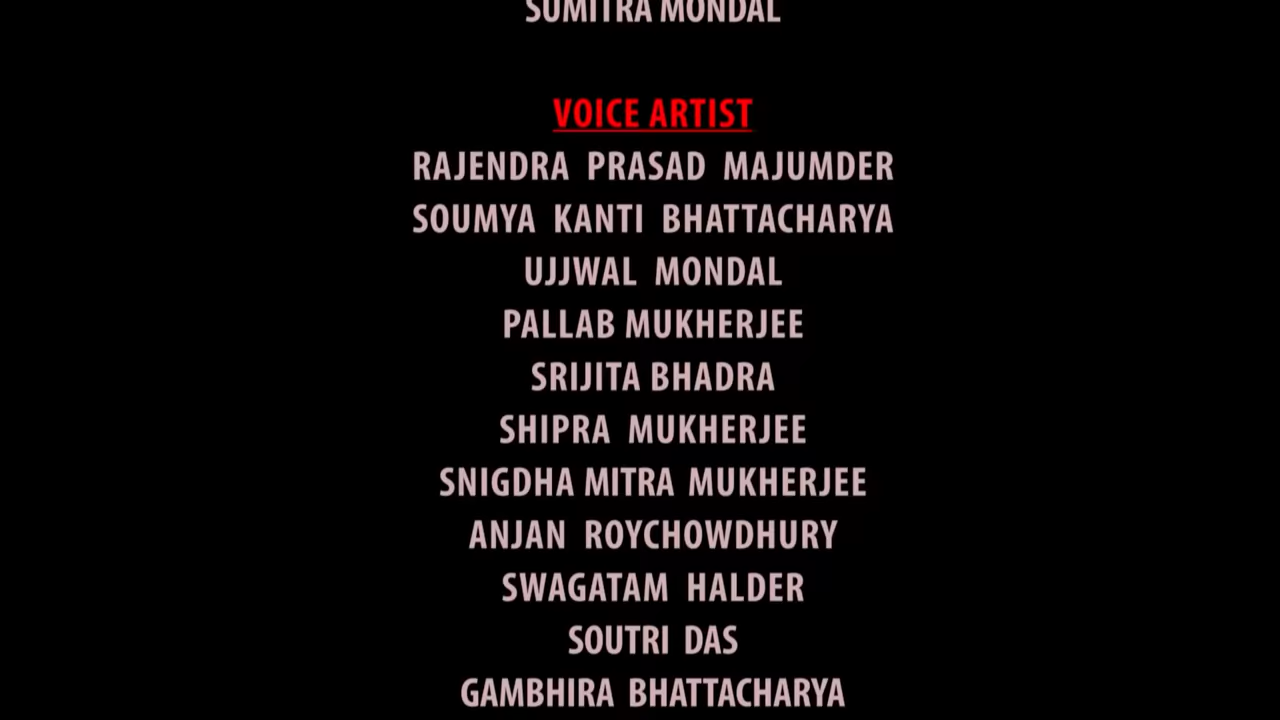 SUMITRA MONDAL
VOICE ARTIST
RAJENDRA PRASAD MAJUMDER
SOUMYA KANTI BHATTACHARYA
UJJWAL MONDAL
PALLAB MUKHERJEE
SRIJITA BHADRA
SHIPRA MUKHERJEE
SNIGDHA MITRA MUKHERJEE
ANJAN ROYCHOWDHURY
SWAGATAM HALDER
SOUTRI DAS
GAMBHIRA BHATTACHARYA